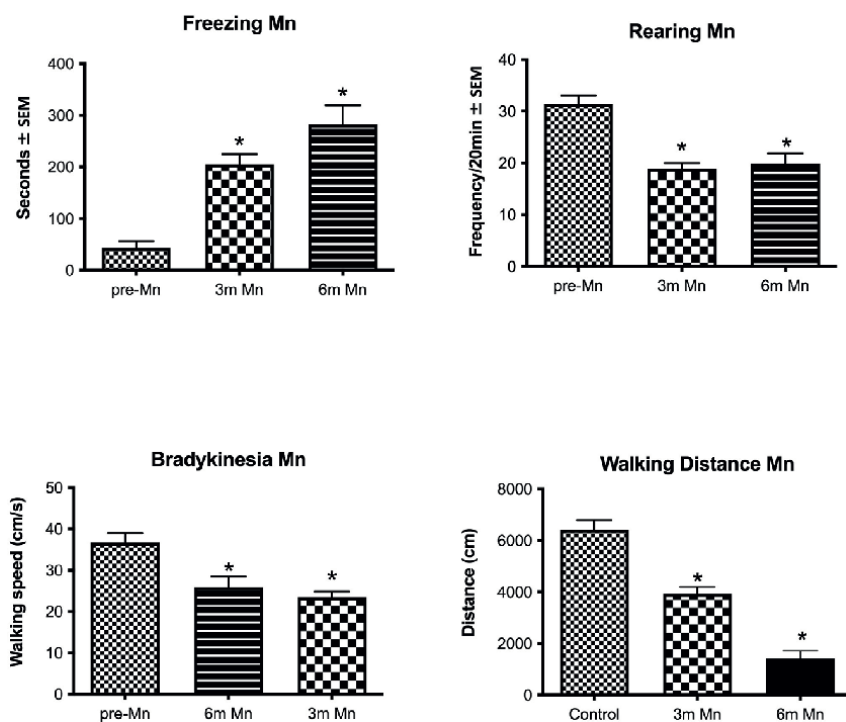 Freezing Mn
Seconds ± SEM
400
300
200
100
0
*
*
pre-Mn 3m Mn 6m Mn
Rearing Mn
Frequency/20min ± SEM
40
30
20
10
0
*
*
pre-Mn 3m Mn 6m Mn
Bradykinesia Mn
Walking speed (cm/s)
50
40
30
20
10
0
*
*
pre-Mn 6m Mn 3m Mn
Walking Distance Mn
Distance (cm)
8000
6000
4000
2000
0
*
*
Control 3m Mn 6m Mn